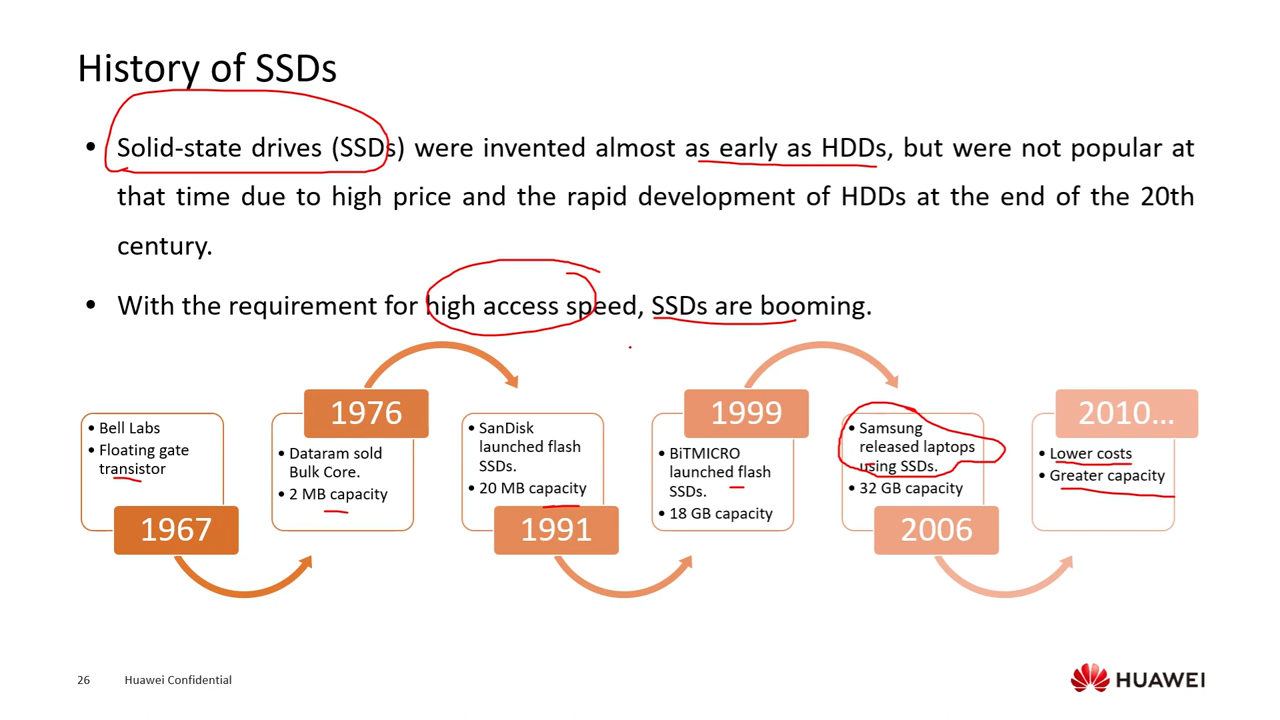 History of SSDs
• Solid-state drives (SSDs) were invented almost as early as HDDs, but were not popular at
that time due to high price and the rapid development of HDDs at the end of the 20th
century.
• With the requirement for high access speed, SSDs are booming.
• Bell Labs
• Floating gate
transistor
1967
1976
• Dataram sold
Bulk Core.
• 2 MB capacity
• SanDisk
launched flash
SSDs.
• 20 MB capacity
1991
1999
• BiTMICRO
launched flash
SSDs.
• 18 GB capacity
• Samsung
released laptops
using SSDs.
• 32 GB capacity
2006
2010...
• Lower costs
• Greater capacity
26 Huawei Confidential
HUAWEI